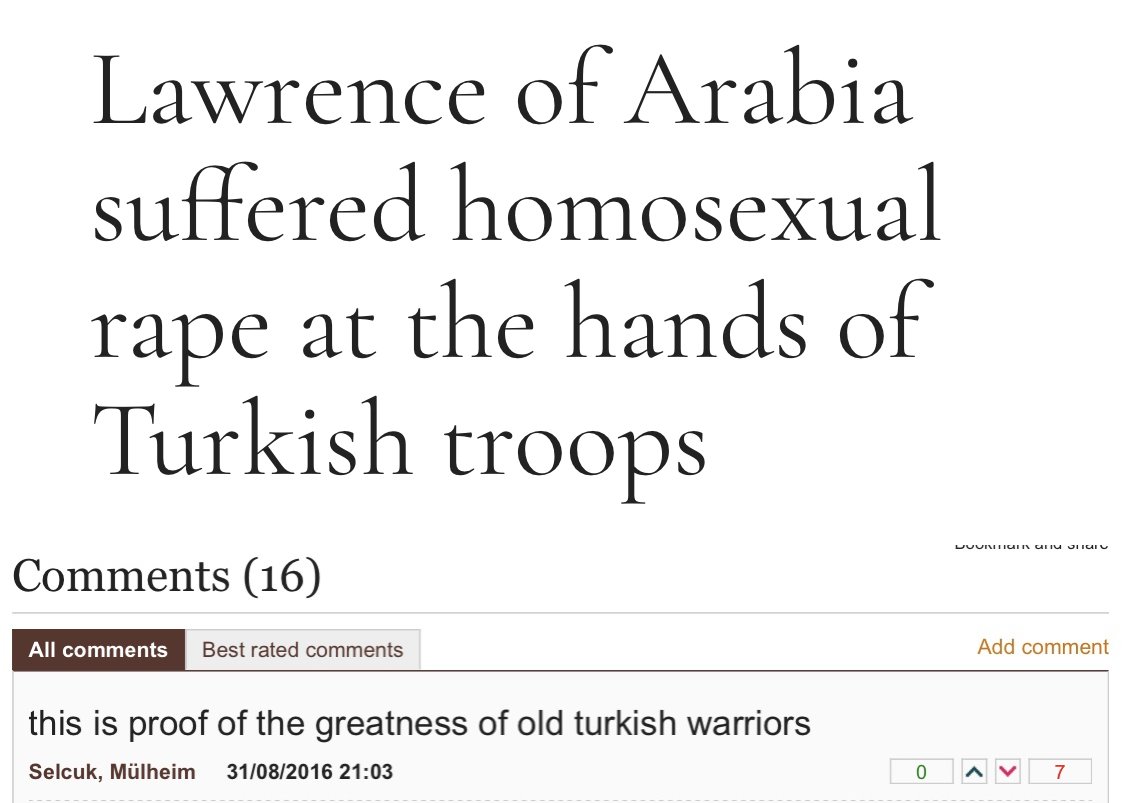 Lawrence of Arabia
suffered homosexual
rape at the hands of
Turkish troops
Bookmark and share
Comments (16)
All comments
Best rated comments
Add comment
this is proof of the greatness of old turkish warriors
Selcuk, Mülheim 31/08/2016 21:03
0
7